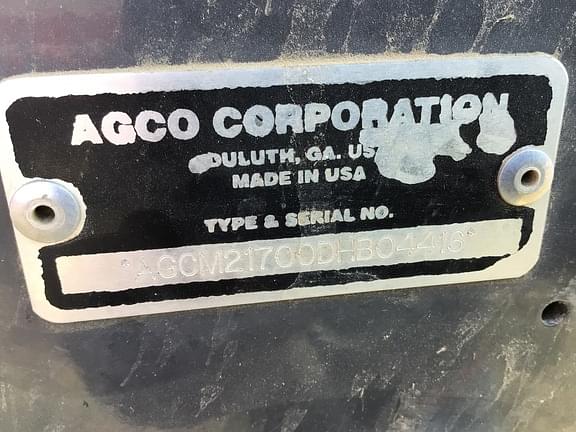 AGCO CORPORATION
DULUTH, GA. US
MADE IN USA
TYPE & SERIAL NO.
*AGCM21700DHB04416*